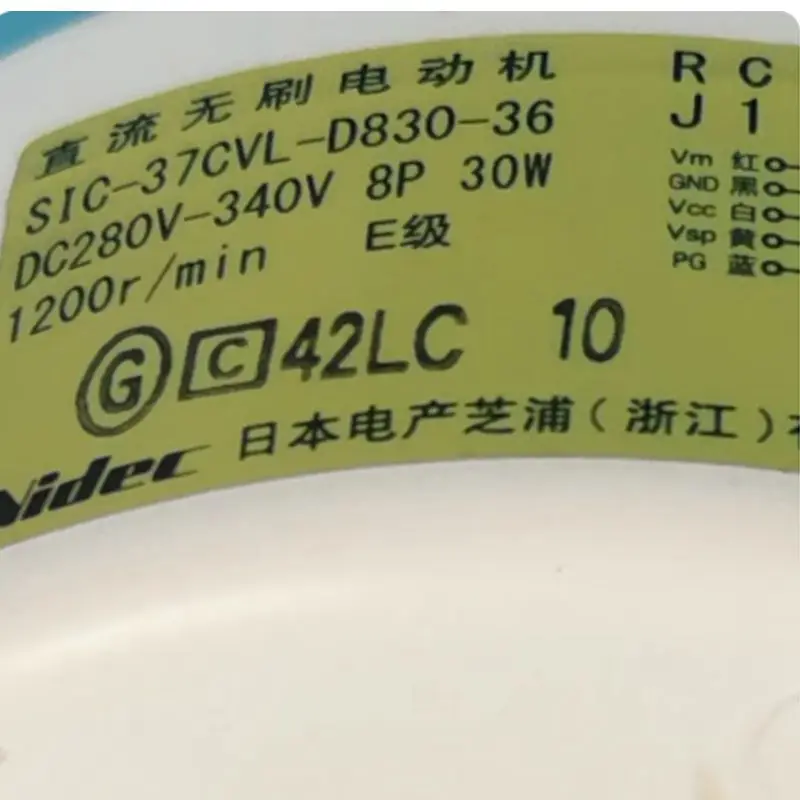 直流无刷电动机
SIC-37CVL-D830-36
DC280V-340V 8P 30W
1200r/min E级
G C 42LC 10
Nidec 日本电产芝浦(浙江)
R C
J 1
Vm 红
GND 黑
Vcc 白
Vsp 黄
PG 蓝